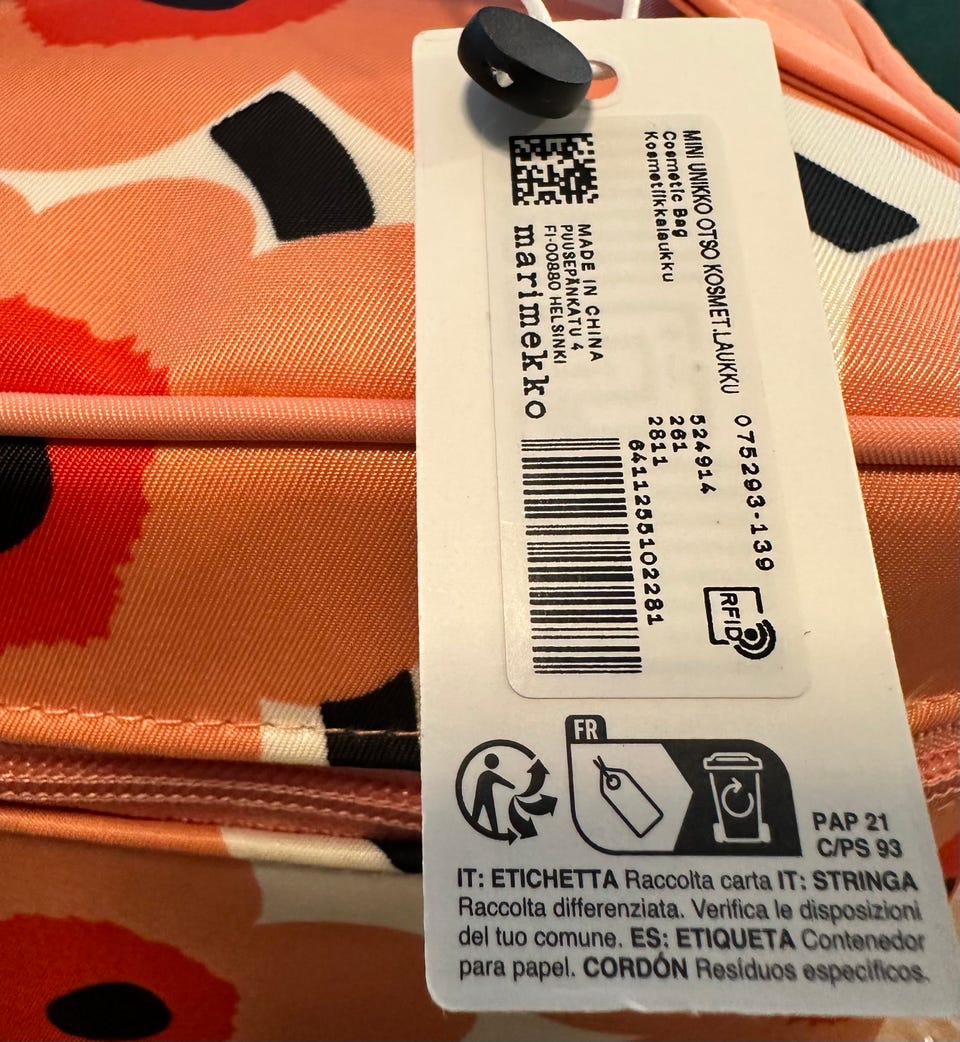 MINI UNIKKO OTSO KOSMET.LAUKKU
Cosmetic Bag
Kosmetiikkalaukku
075293-139
524914
261
2811
6411255102281
MADE IN CHINA
PUUSEPÄNKATU 4
FI-00880 HELSINKI
marimekko
RFID
FR
PAP 21
C/PS 93
IT: ETICHETTA Raccolta carta IT: STRINGA
Raccolta differenziata. Verifica le disposizioni
del tuo comune. ES: ETIQUETA Contenedor
para papel. CORDÓN Resíduos específicos.